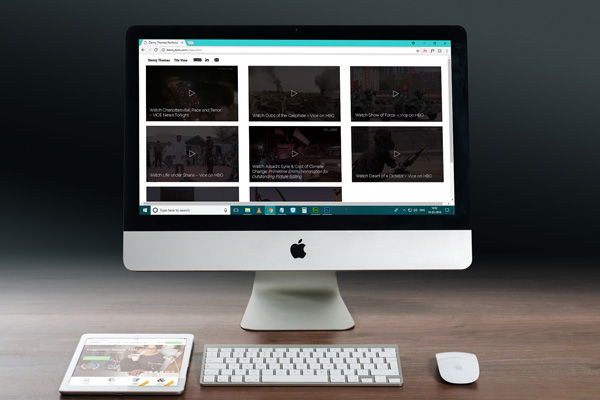 Danny Thomas Portfolio
Danny Thomas Tile View
Watch Charlottesville: Race and Terror
– VICE News Tonight
Watch Cubs of the Caliphate – Vice on HBO
Watch Show of Force – Vice on HBO
Watch Life under Sharia – Vice on HBO
Watch Assad's Syria & Cost of Climate
Change: Primetime Emmy Nomination for
Outstanding Picture Editing
Watch Dawn of a Dictator – Vice on HBO
Type here to search